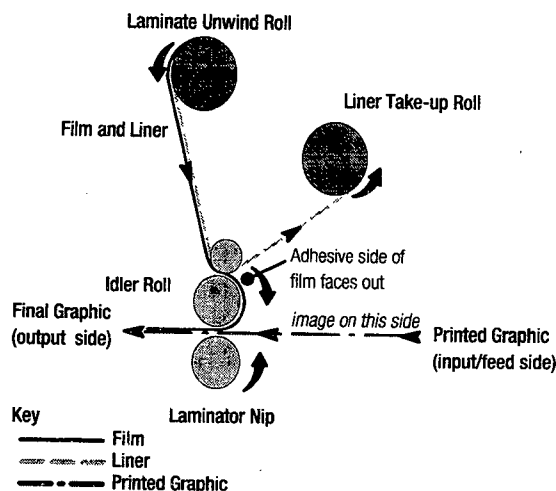 Laminate Unwind Roll
Liner Take-up Roll
Film and Liner
Adhesive side of
film faces out
Idler Roll
Final Graphic
(output side)
image on this side
Printed Graphic
(input/feed side)
Laminator Nip
Key
Film
Liner
Printed Graphic